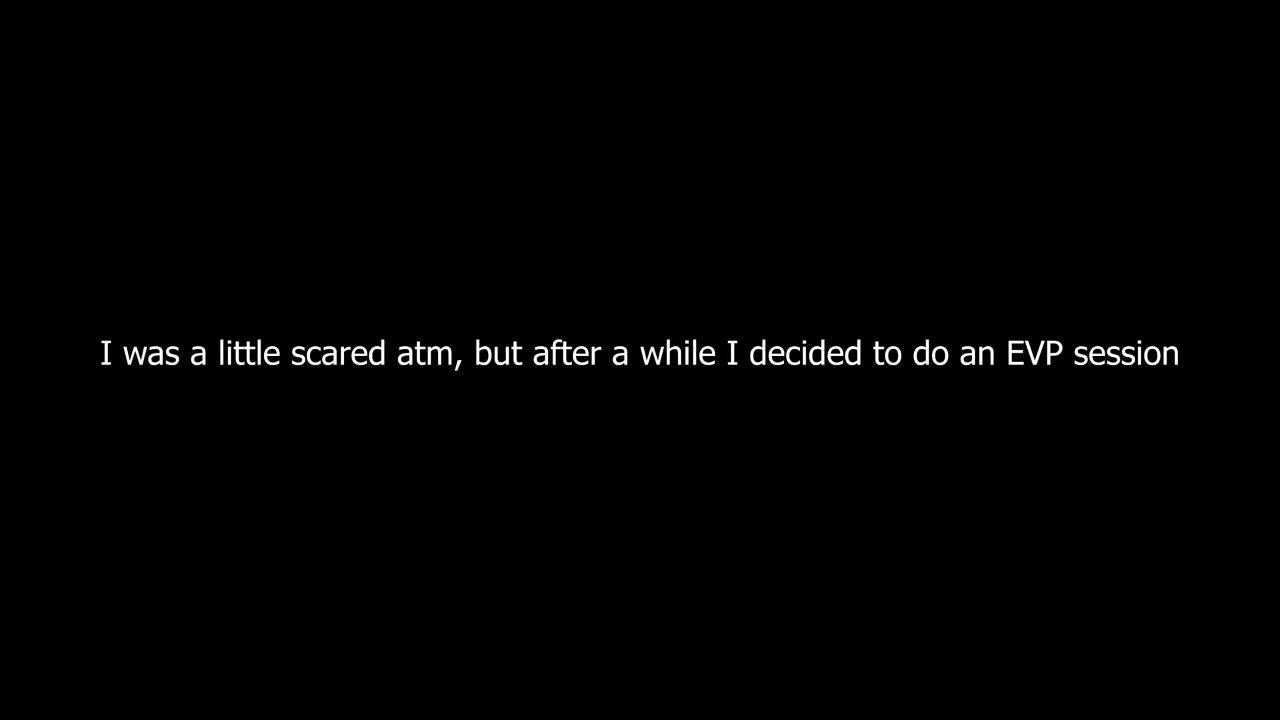 I was a little scared atm, but after a while I decided to do an EVP session